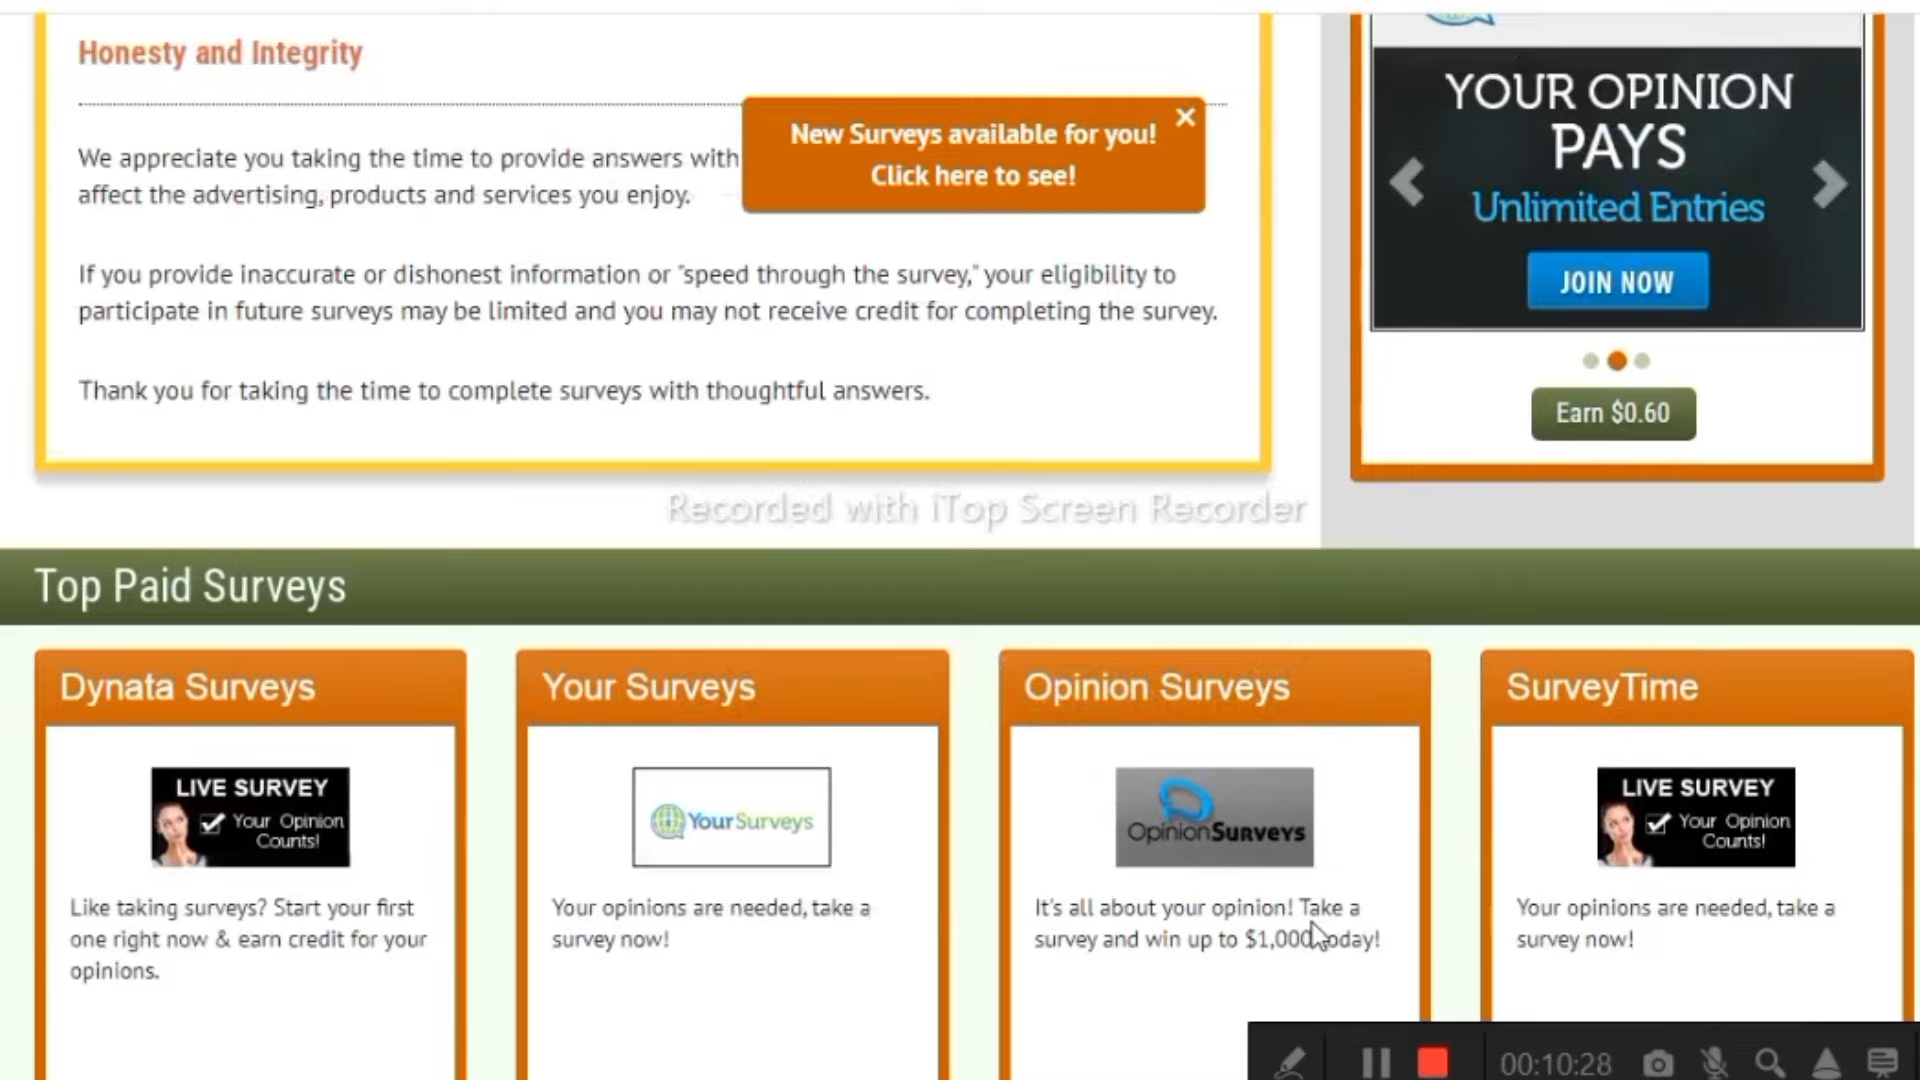 Honesty and Integrity
We appreciate you taking the time to provide answers with
affect the advertising, products and services you enjoy.
New Surveys available for you!
Click here to see!
If you provide inaccurate or dishonest information or "speed through the survey," your eligibility to
participate in future surveys may be limited and you may not receive credit for completing the survey.
Thank you for taking the time to complete surveys with thoughtful answers.
YOUR OPINION
PAYS
Unlimited Entries
JOIN NOW
Earn $0.60
Recorded with iTop Screen Recorder
Top Paid Surveys
Dynata Surveys
LIVE SURVEY
Your Opinion
Counts!
Like taking surveys? Start your first
one right now & earn credit for your
opinions.
Your Surveys
YourSurveys
Your opinions are needed, take a
survey now!
Opinion Surveys
OpinionSurveys
It's all about your opinion! Take a
survey and win up to $1,000 today!
SurveyTime
LIVE SURVEY
Your Opinion
Counts!
Your opinions are needed, take a
survey now!
00:10:28